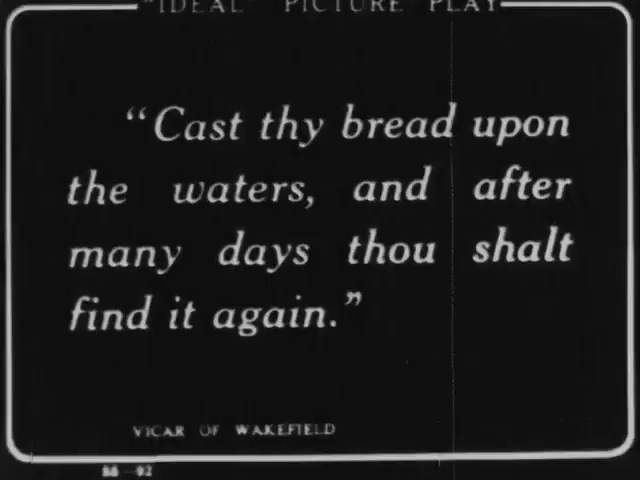 "IDEAL" PICTURE PLAY
"Cast thy bread upon
the waters, and after
many days thou shalt
find it again."
VICAR OF WAKEFIELD